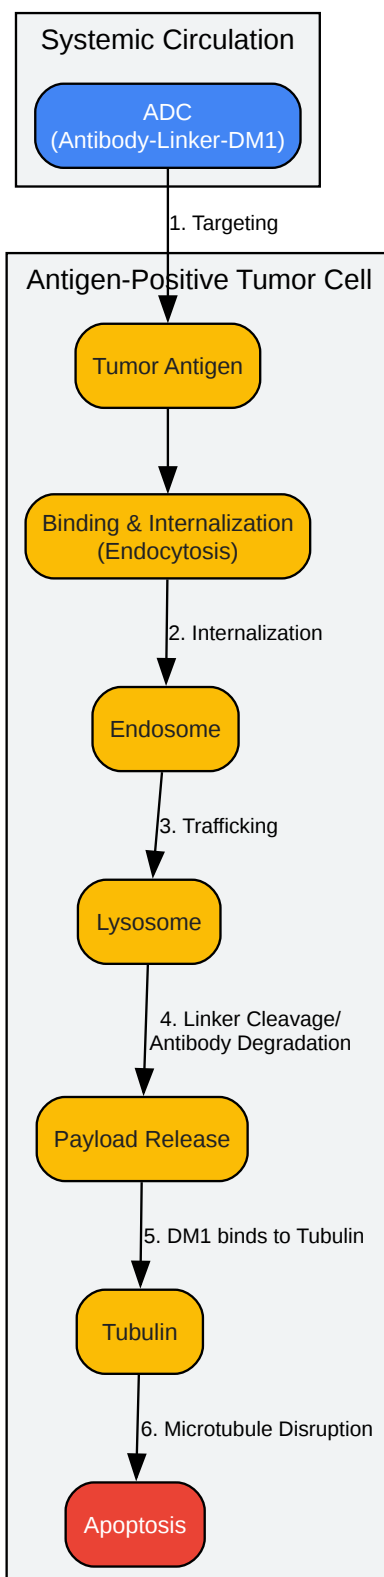 Systemic Circulation
ADC
(Antibody-Linker-DM1)
1. Targeting
Antigen-Positive Tumor Cell
Tumor Antigen
Binding & Internalization
(Endocytosis)
2. Internalization
Endosome
3. Trafficking
Lysosome
4. Linker Cleavage/
Antibody Degradation
Payload Release
5. DM1 binds to Tubulin
Tubulin
6. Microtubule Disruption
Apoptosis